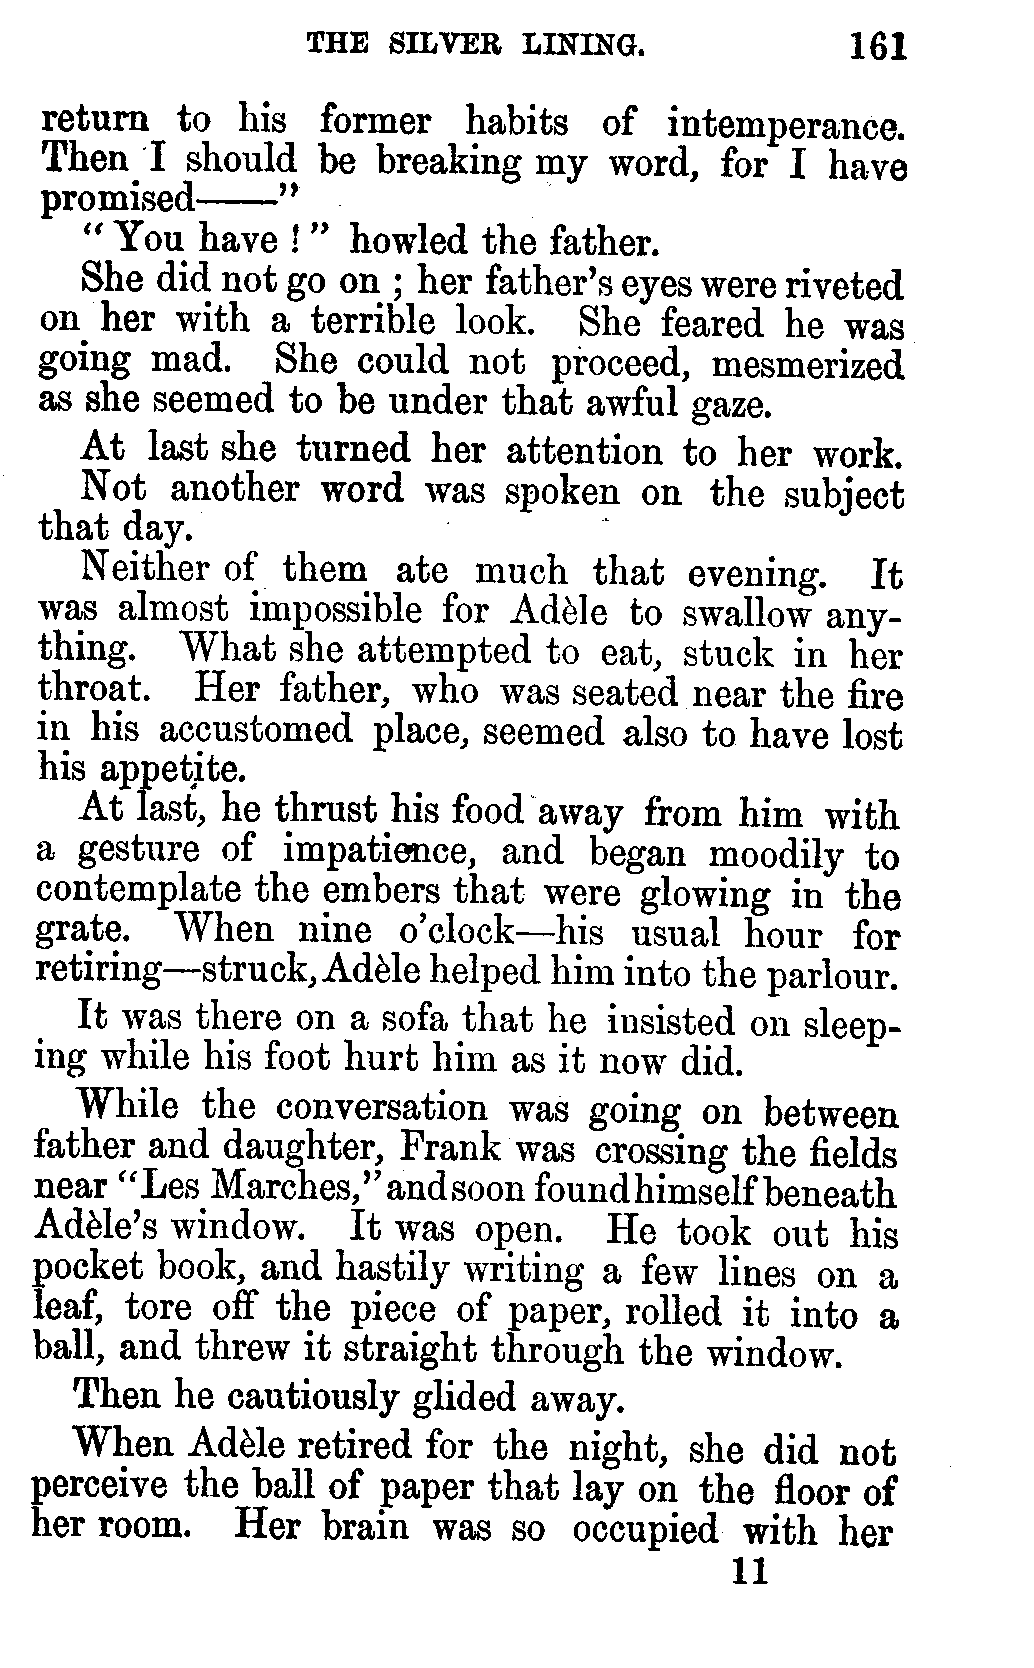 THE SILVER LINING. 161
return to his former habits of intemperance.
Then I should be breaking my word, for I have
promised——"
"You have!" howled the father.
She did not go on; her father's eyes were riveted
on her with a terrible look. She feared he was
going mad. She could not proceed, mesmerized
as she seemed to be under that awful gaze.
At last she turned her attention to her work.
Not another word was spoken on the subject
that day.
Neither of them ate much that evening. It
was almost impossible for Adèle to swallow any-
thing. What she attempted to eat, stuck in her
throat. Her father, who was seated near the fire
in his accustomed place, seemed also to have lost
his appetite.
At last, he thrust his food away from him with
a gesture of impatience, and began moodily to
contemplate the embers that were glowing in the
grate. When nine o'clock—his usual hour for
retiring—struck, Adèle helped him into the parlour.
It was there on a sofa that he insisted on sleep-
ing while his foot hurt him as it now did.
While the conversation was going on between
father and daughter, Frank was crossing the fields
near "Les Marches," and soon found himself beneath
Adèle's window. It was open. He took out his
pocket book, and hastily writing a few lines on a
leaf, tore off the piece of paper, rolled it into a
ball, and threw it straight through the window.
Then he cautiously glided away.
When Adèle retired for the night, she did not
perceive the ball of paper that lay on the floor of
her room. Her brain was so occupied with her
11